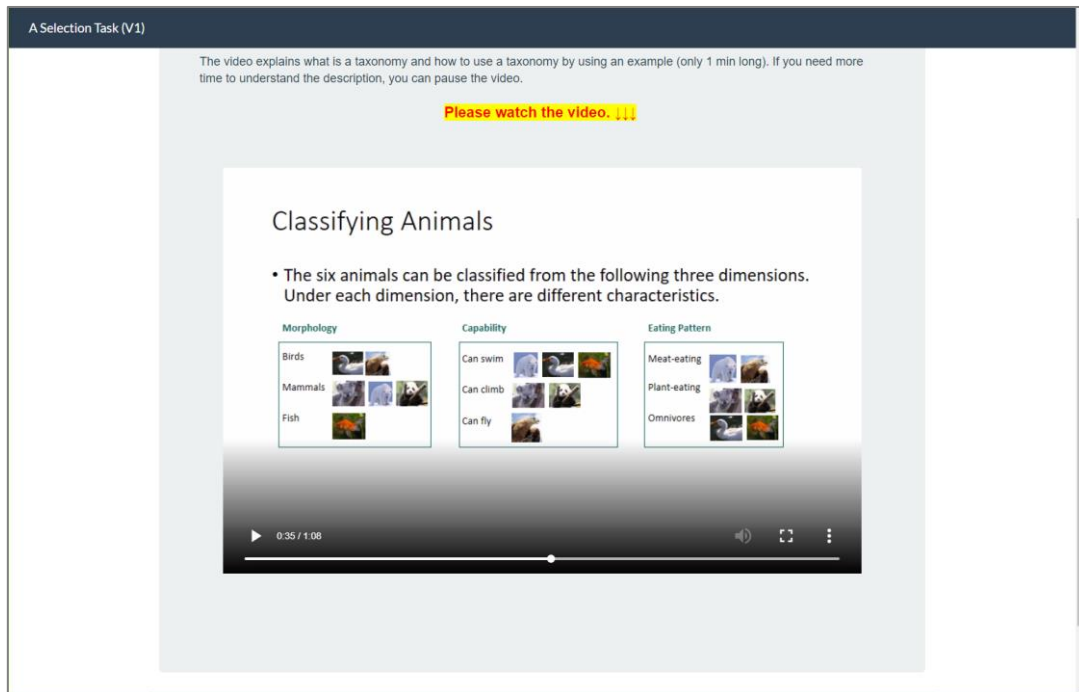 A Selection Task (V1)
The video explains what is a taxonomy and how to use a taxonomy by using an example (only 1 min long). If you need more
time to understand the description, you can pause the video.
Please watch the video. ↓↓↓
Classifying Animals
• The six animals can be classified from the following three dimensions.
Under each dimension, there are different characteristics.
Morphology
Birds
Mammals
Fish
Capability
Can swim
Can climb
Can fly
Eating Pattern
Meat-eating
Plant-eating
Omnivores
0:35 / 1:08